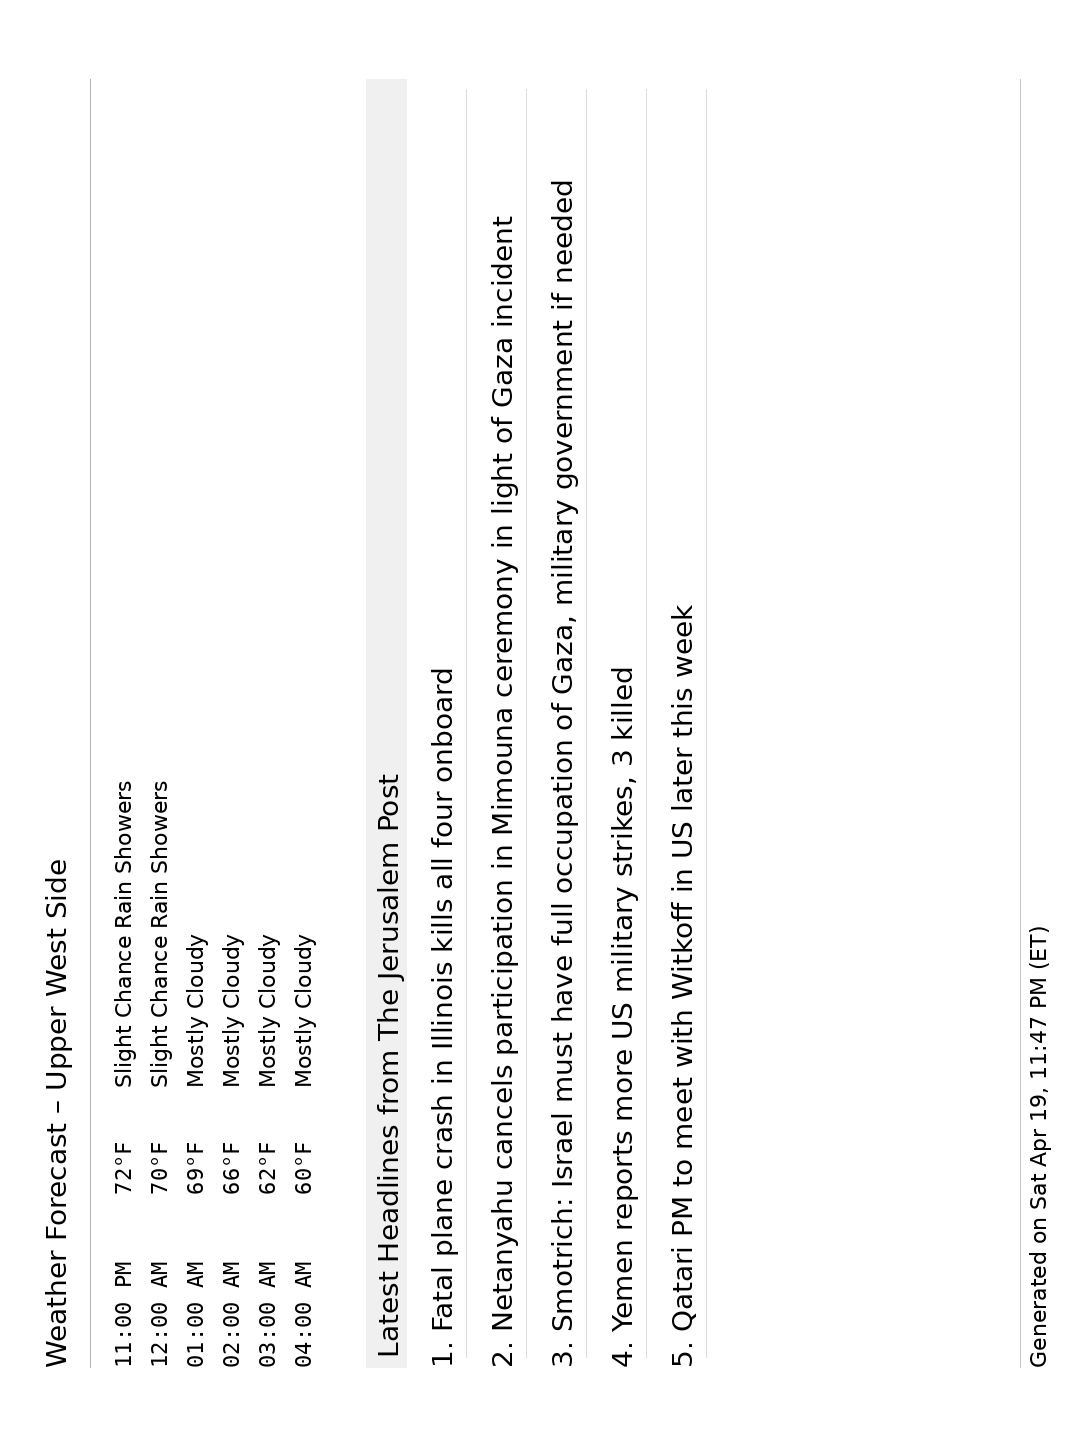 Weather Forecast – Upper West Side
11:00 PM 72°F Slight Chance Rain Showers
12:00 AM 70°F Slight Chance Rain Showers
01:00 AM 69°F Mostly Cloudy
02:00 AM 66°F Mostly Cloudy
03:00 AM 62°F Mostly Cloudy
04:00 AM 60°F Mostly Cloudy
Latest Headlines from The Jerusalem Post
1. Fatal plane crash in Illinois kills all four onboard
2. Netanyahu cancels participation in Mimouna ceremony in light of Gaza incident
3. Smotrich: Israel must have full occupation of Gaza, military government if needed
4. Yemen reports more US military strikes, 3 killed
5. Qatari PM to meet with Witkoff in US later this week
Generated on Sat Apr 19, 11:47 PM (ET)